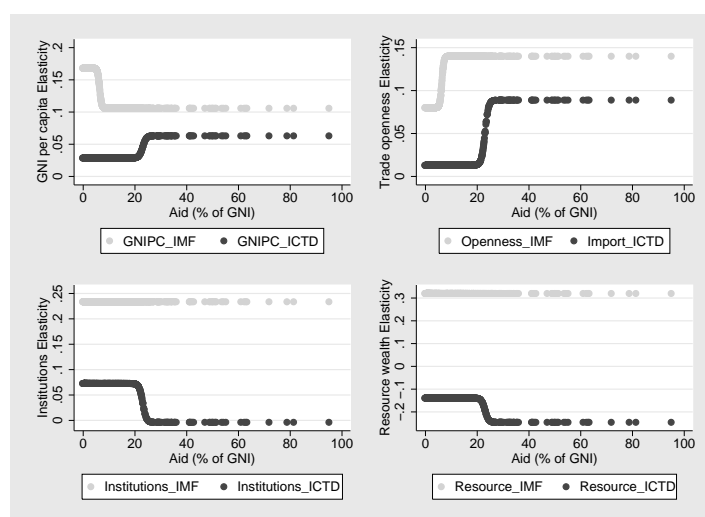 GNI per capita Elasticity
0 .05 .1 .15 .2
0 20 40 60 80 100
Aid (% of GNI)
GNIPC_IMF GNIPC_ICTD
Trade openness Elasticity
0 .05 .1 .15
0 20 40 60 80 100
Aid (% of GNI)
Openness_IMF Import_ICTD
Institutions Elasticity
0 .05 .1 .15 .2 .25
0 20 40 60 80 100
Aid (% of GNI)
Institutions_IMF Institutions_ICTD
Resource wealth Elasticity
-.2 -.1 0 .1 .2 .3
0 20 40 60 80 100
Aid (% of GNI)
Resource_IMF Resource_ICTD